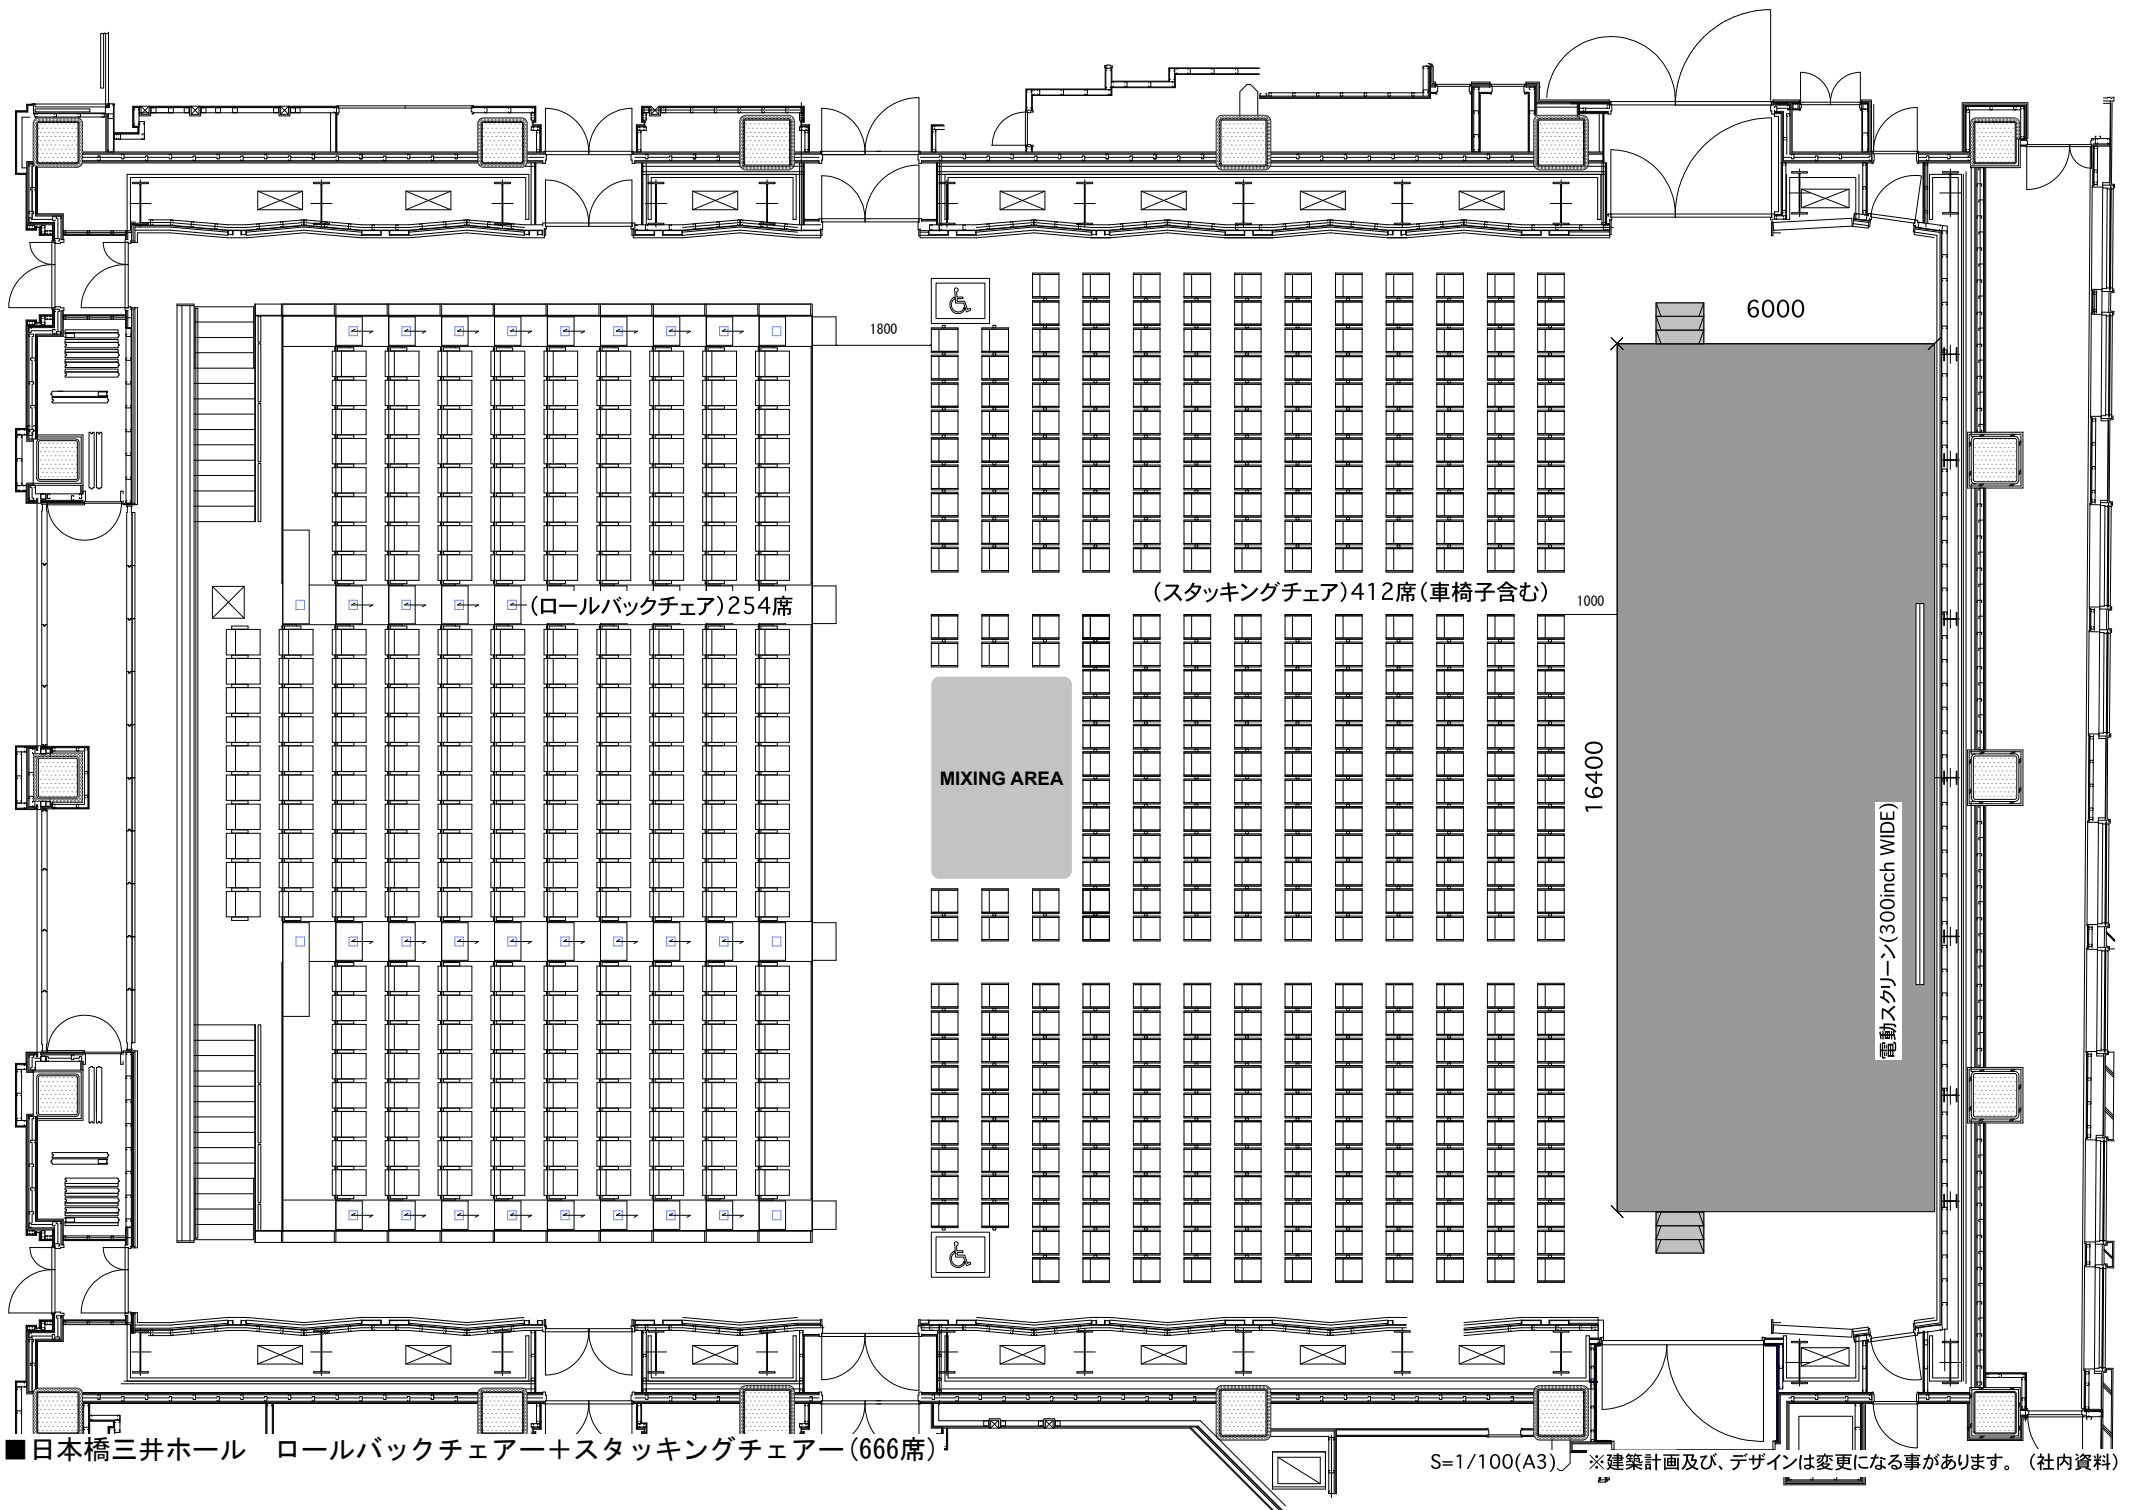 6000
1800
(スタッキングチェア)412席(車椅子含む)
1000
(ロールバックチェア)254席
MIXING AREA
16400
電動スクリーン(300inch WIDE)
■日本橋三井ホール　ロールバックチェアー＋スタッキングチェアー(666席)
S=1/100(A3)
※建築計画及び、デザインは変更になる事があります。（社内資料）